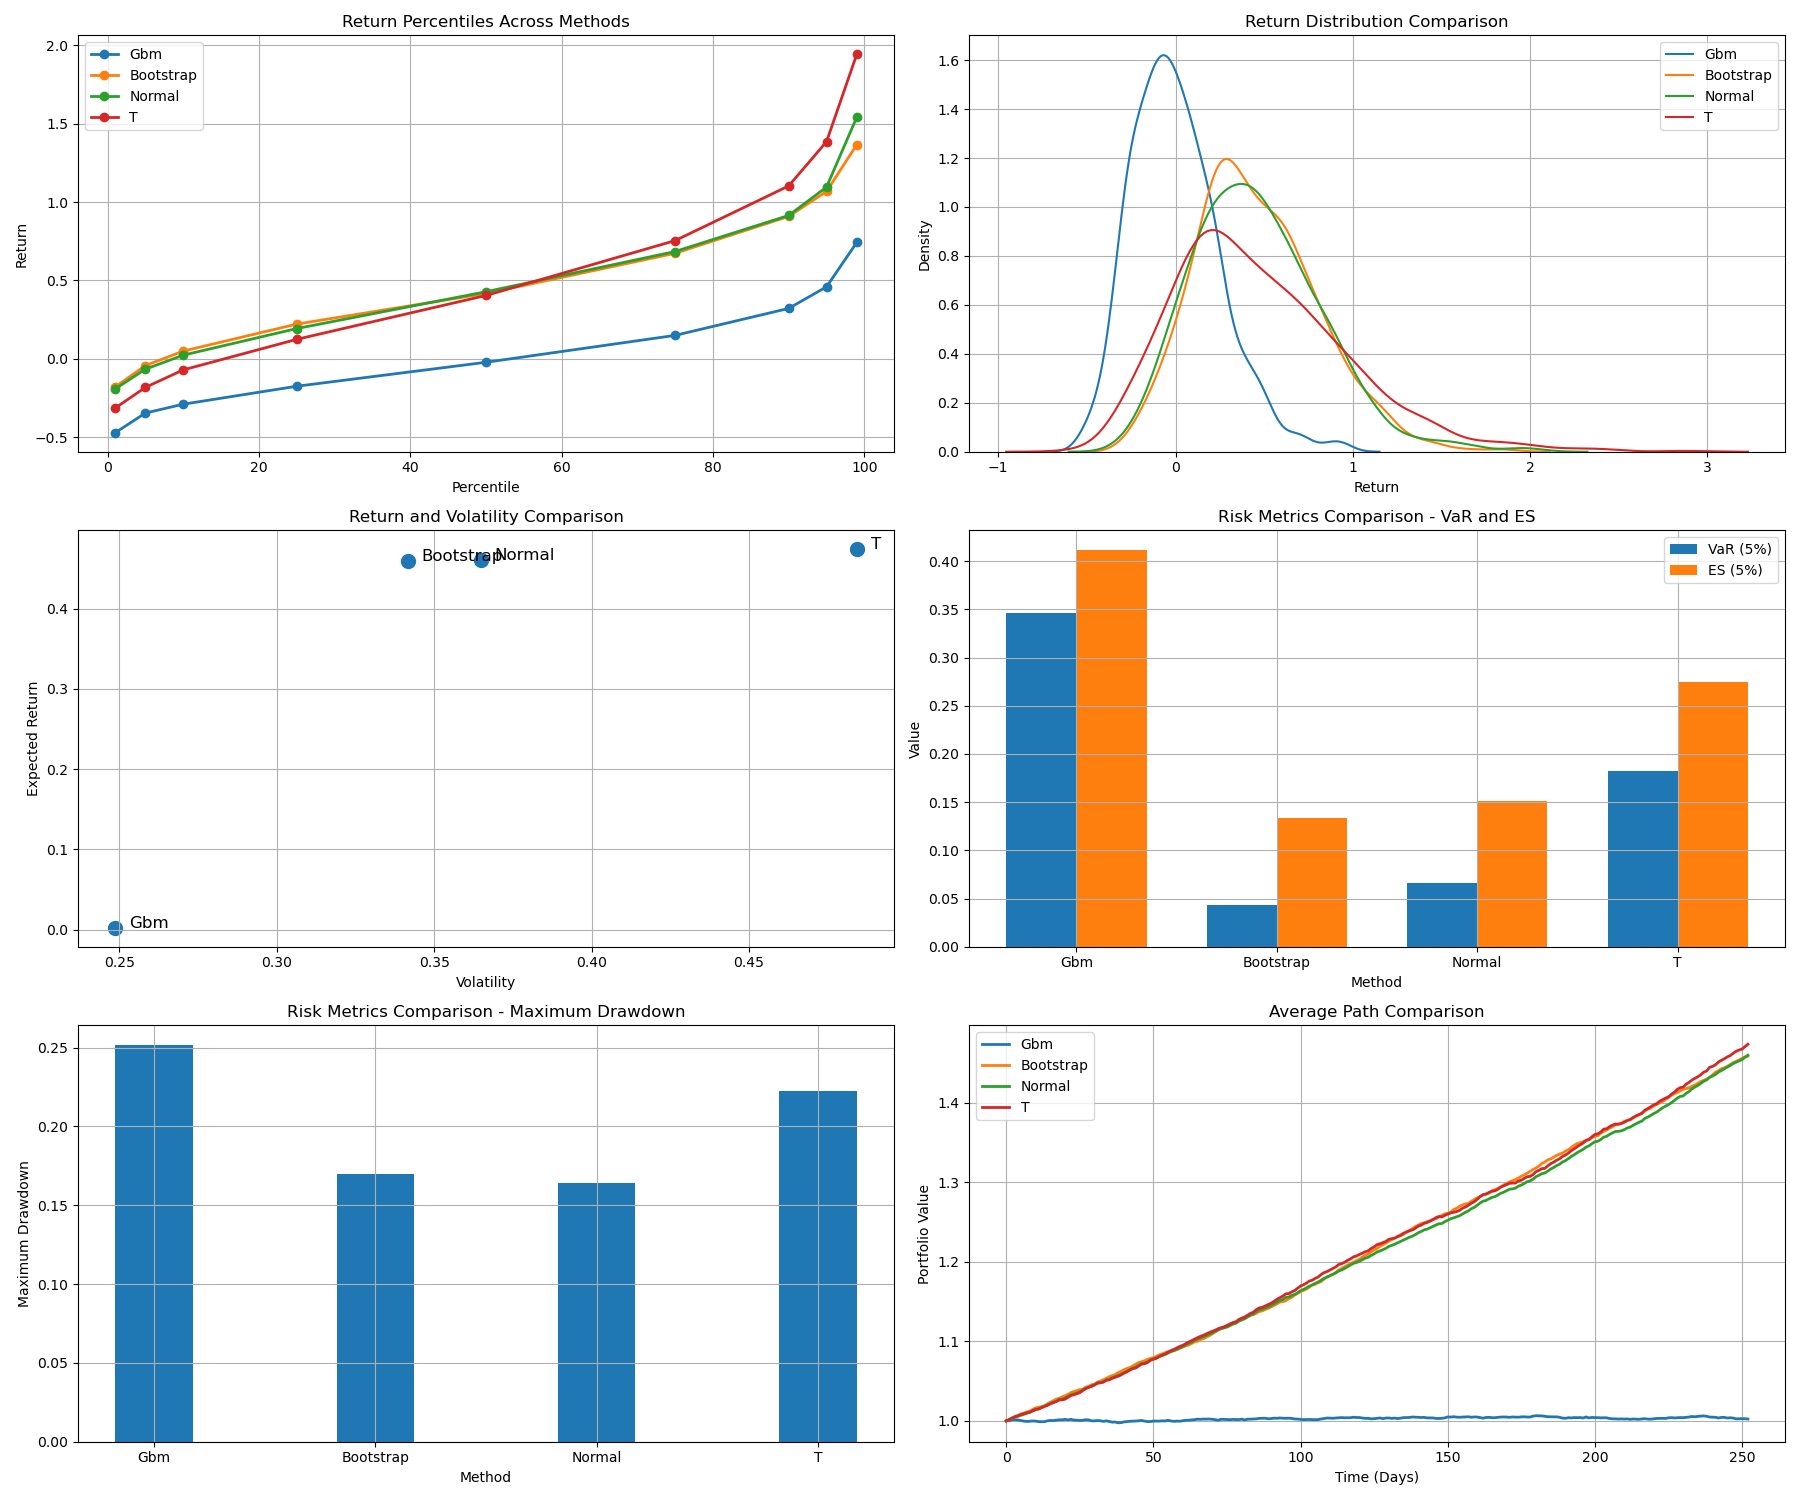 Return Percentiles Across Methods
Gbm
Bootstrap
Normal
T
2.0
1.5
1.0
0.5
0.0
−0.5
Return
0
20
40
60
80
100
Percentile
Return Distribution Comparison
Gbm
Bootstrap
Normal
T
1.6
1.4
1.2
1.0
0.8
0.6
0.4
0.2
0.0
Density
−1
0
1
2
3
Return
Return and Volatility Comparison
Bootstrap
Normal
T
Gbm
0.4
0.3
0.2
0.1
0.0
Expected Return
0.25
0.30
0.35
0.40
0.45
Volatility
Risk Metrics Comparison - VaR and ES
VaR (5%)
ES (5%)
0.40
0.35
0.30
0.25
0.20
0.15
0.10
0.05
0.00
Value
Gbm
Bootstrap
Normal
T
Method
Risk Metrics Comparison - Maximum Drawdown
0.25
0.20
0.15
0.10
0.05
0.00
Maximum Drawdown
Gbm
Bootstrap
Normal
T
Method
Average Path Comparison
Gbm
Bootstrap
Normal
T
1.4
1.3
1.2
1.1
1.0
Portfolio Value
0
50
100
150
200
250
Time (Days)